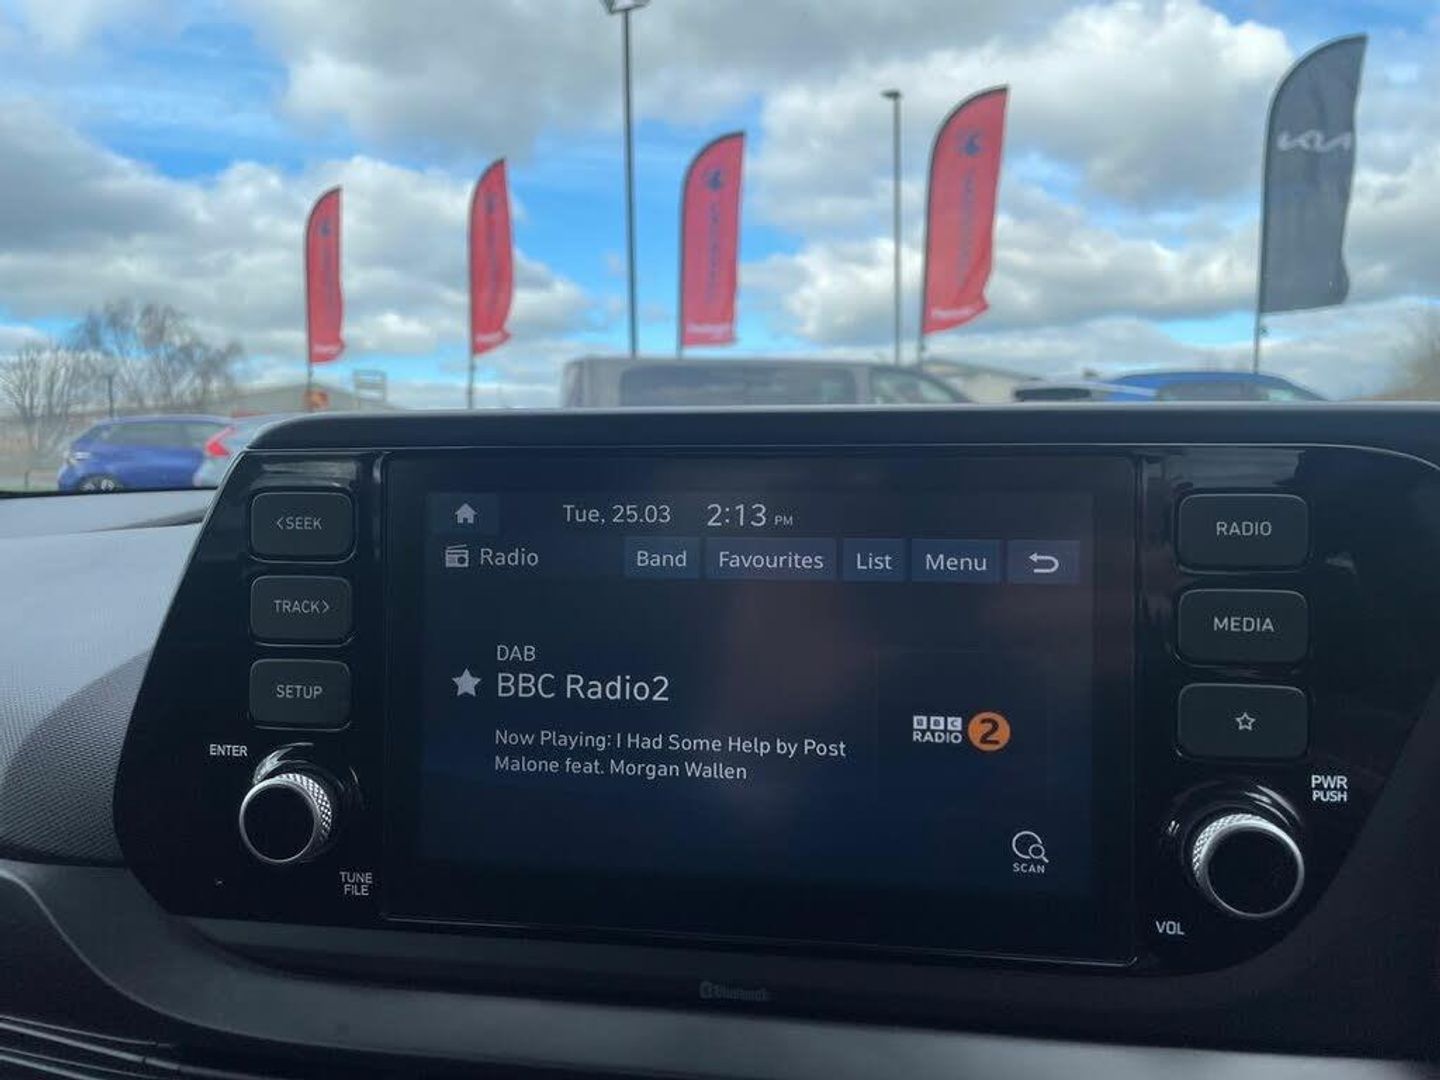 KIA
<SEEK
TRACK>
SETUP
ENTER
TUNE
FILE
Tue, 25.03 2:13 PM
Radio Band Favourites List Menu
DAB
BBC Radio2
Now Playing: I Had Some Help by Post
Malone feat. Morgan Wallen
BBC
RADIO 2
SCAN
RADIO
MEDIA
PWR
PUSH
VOL
Bluetooth